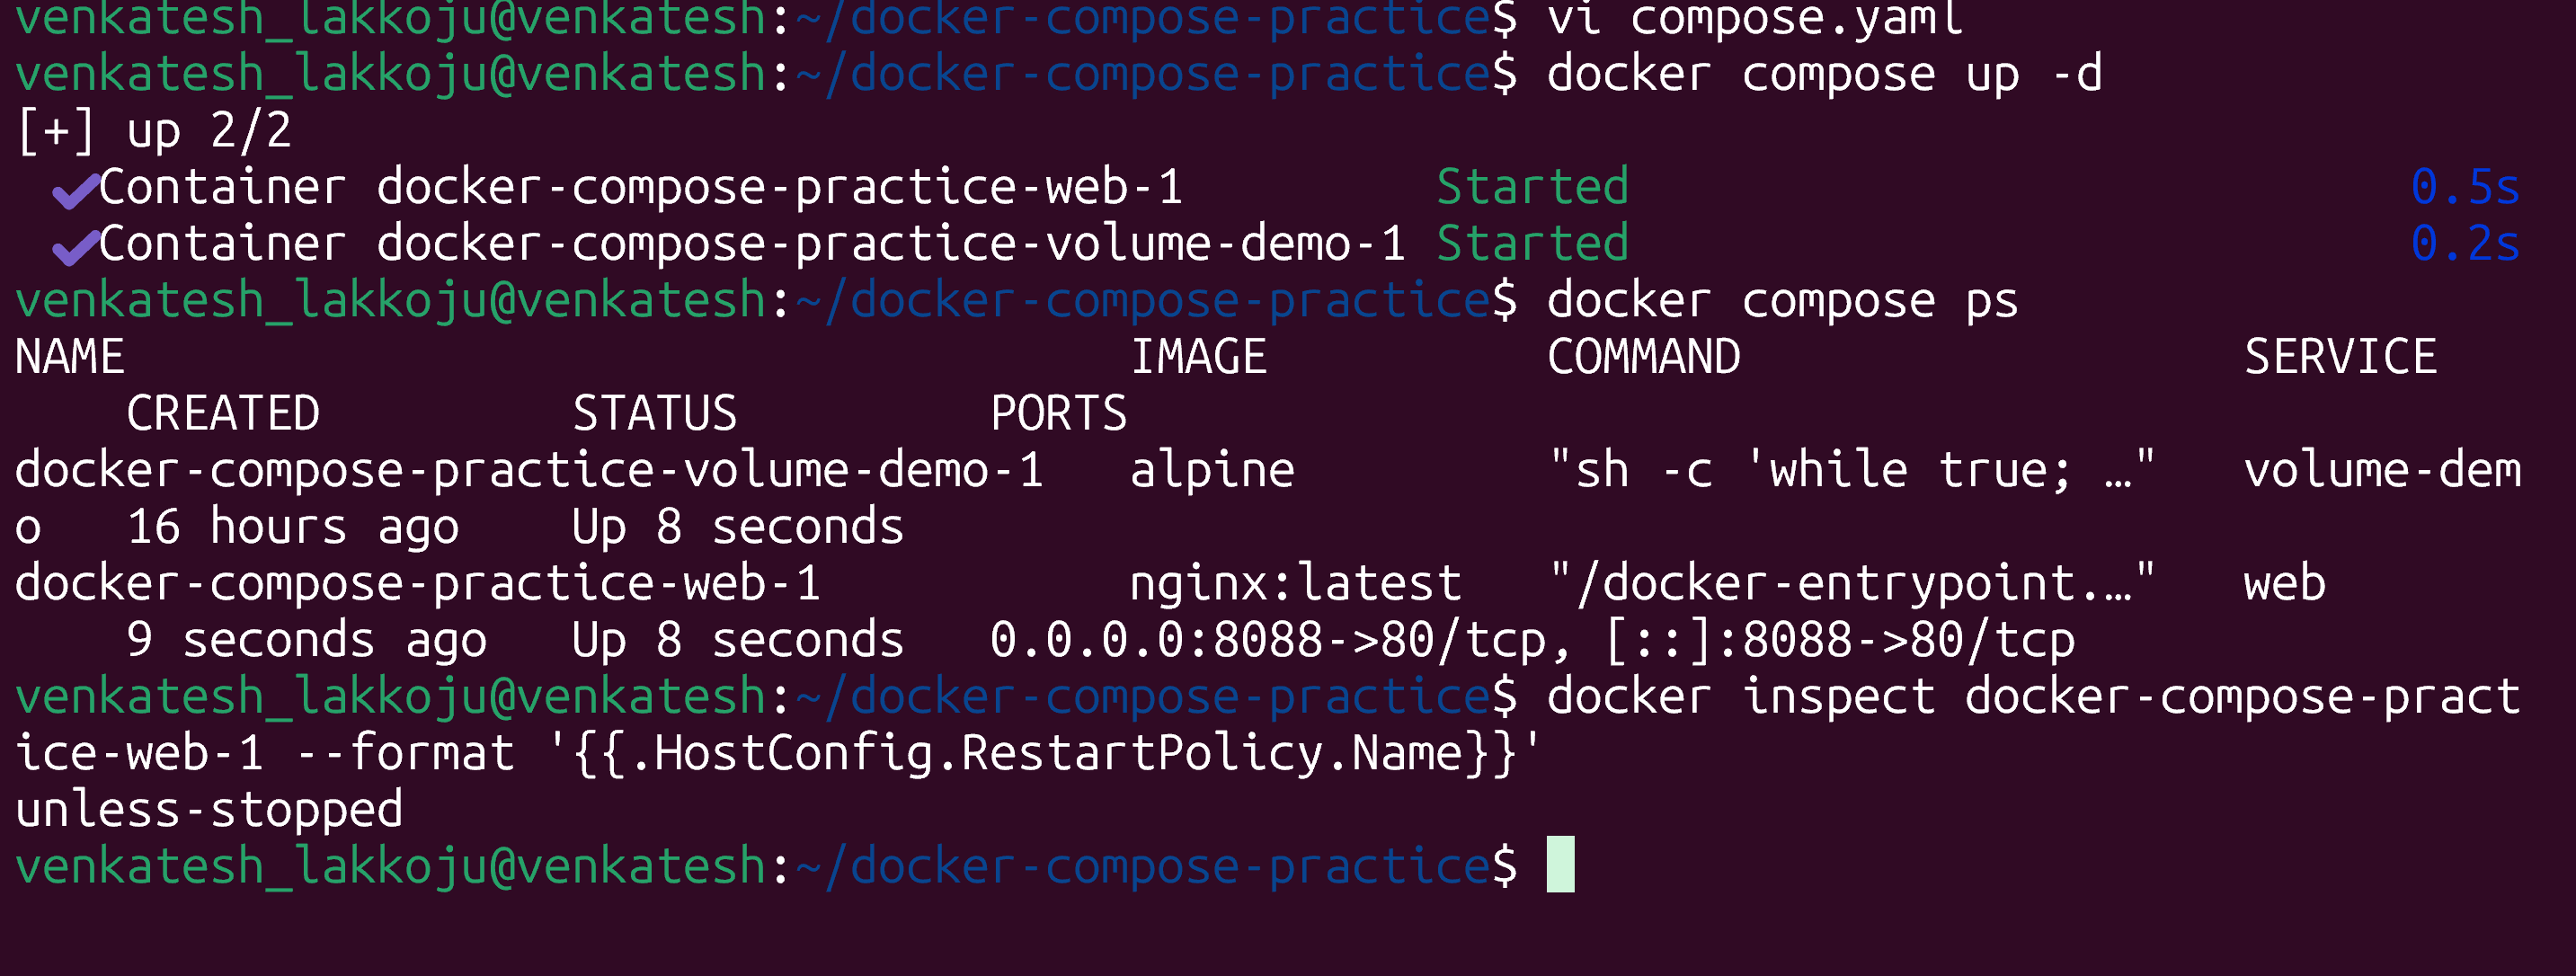 venkatesh_lakkoju@venkatesh:~/docker-compose-practice$ vi compose.yaml
venkatesh_lakkoju@venkatesh:~/docker-compose-practice$ docker compose up -d
[+] up 2/2
✔Container docker-compose-practice-web-1 Started 0.5s
✔Container docker-compose-practice-volume-demo-1 Started 0.2s
venkatesh_lakkoju@venkatesh:~/docker-compose-practice$ docker compose ps
NAME IMAGE COMMAND SERVICE
CREATED STATUS PORTS
docker-compose-practice-volume-demo-1 alpine "sh -c 'while true; …" volume-dem
o 16 hours ago Up 8 seconds
docker-compose-practice-web-1 nginx:latest "/docker-entrypoint.…" web
9 seconds ago Up 8 seconds 0.0.0.0:8088->80/tcp, [::]:8088->80/tcp
venkatesh_lakkoju@venkatesh:~/docker-compose-practice$ docker inspect docker-compose-pract
ice-web-1 --format '{{.HostConfig.RestartPolicy.Name}}'
unless-stopped
venkatesh_lakkoju@venkatesh:~/docker-compose-practice$